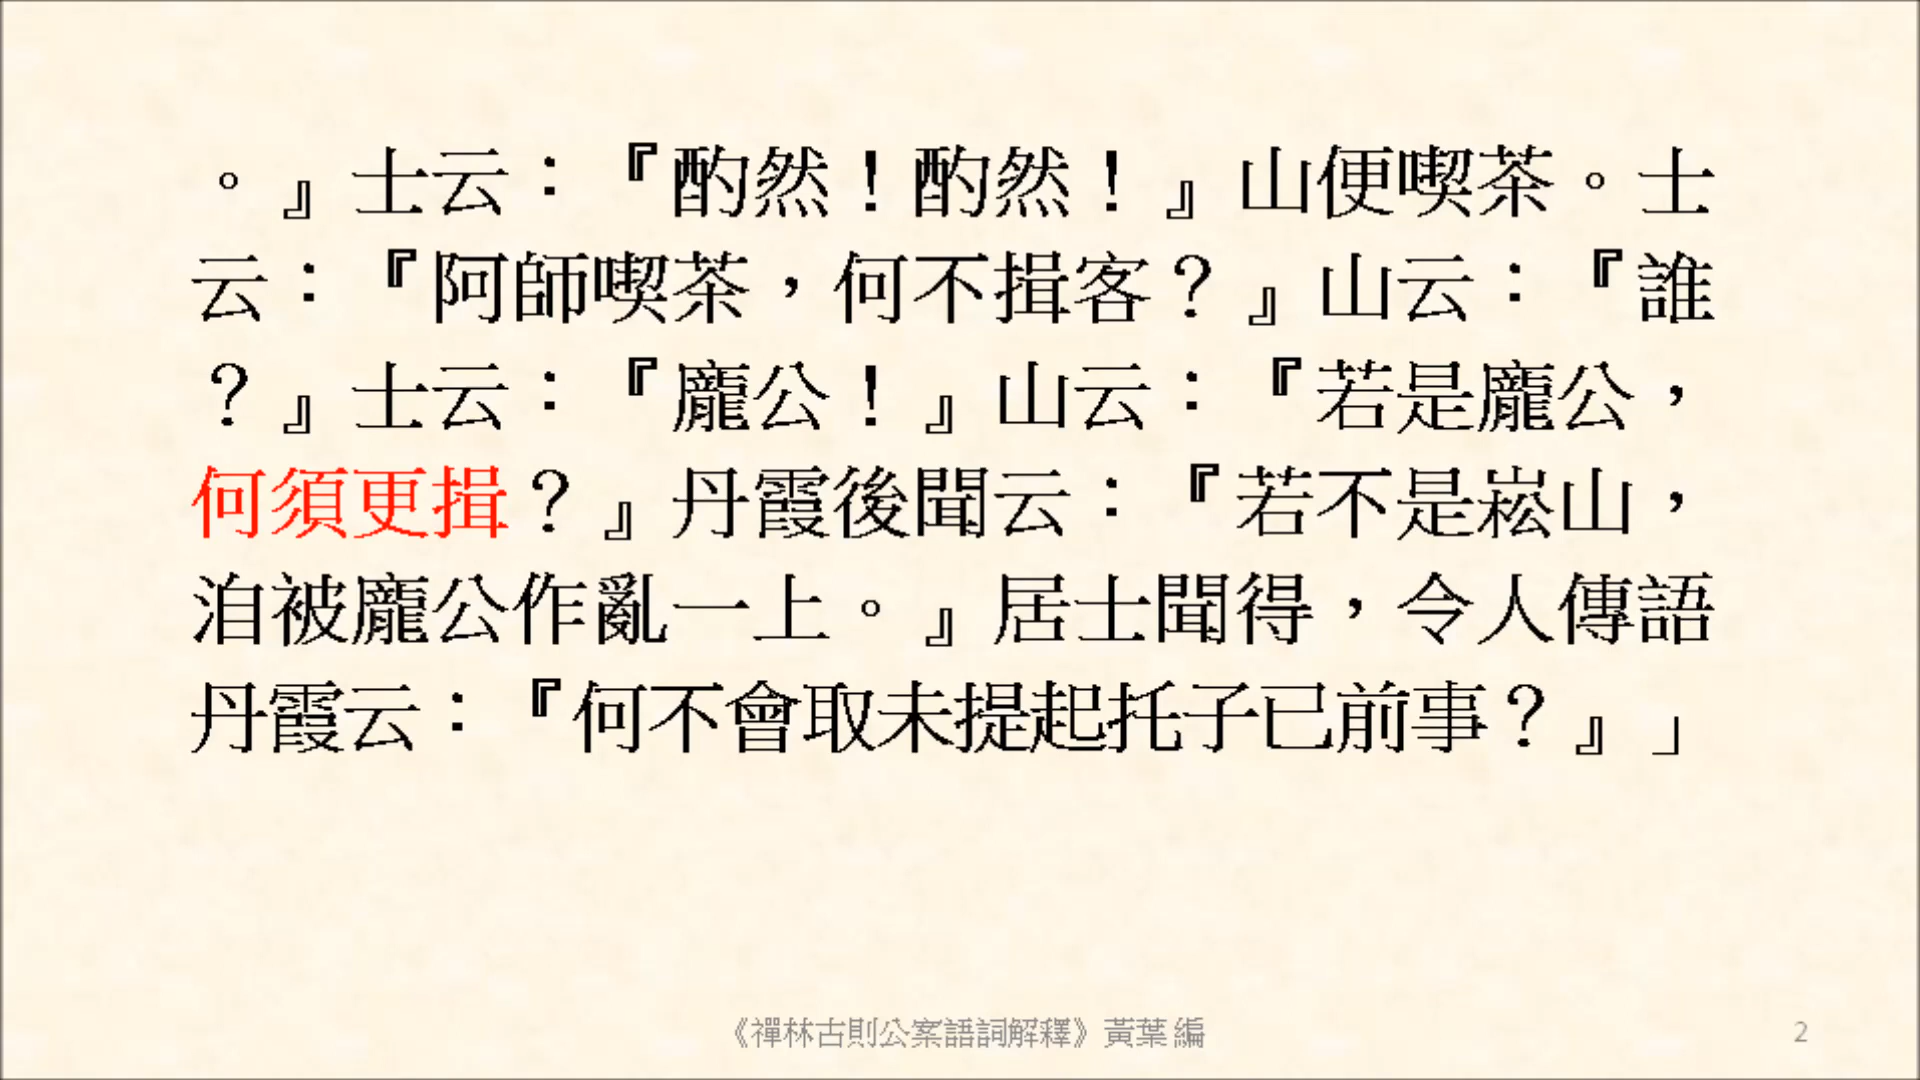 。』士云：『酌然！酌然！』山便喫茶。士
云：『阿師喫茶，何不揖客？』山云：『誰
？』士云：『龐公！』山云：『若是龐公，
何須更揖？』丹霞後聞云：『若不是崧山，
洎被龐公作亂一上。』居士聞得，令人傳語
丹霞云：『何不會取未提起托子已前事？』」
《禪林古則公案語詞解釋》黃葉 編
2